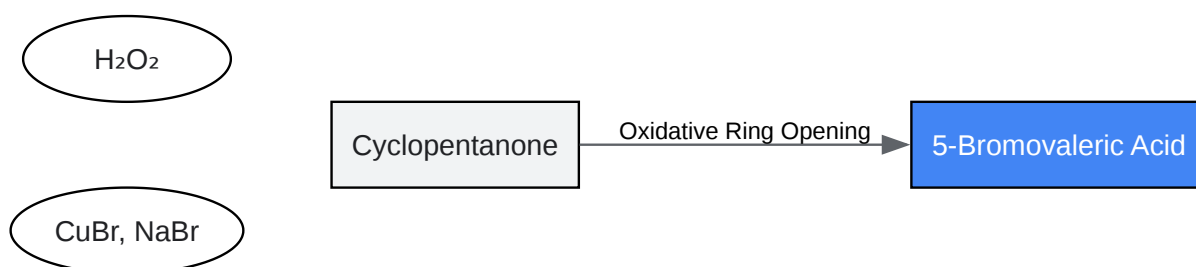 H₂O₂
Cyclopentanone
Oxidative Ring Opening
5-Bromovaleric Acid
CuBr, NaBr